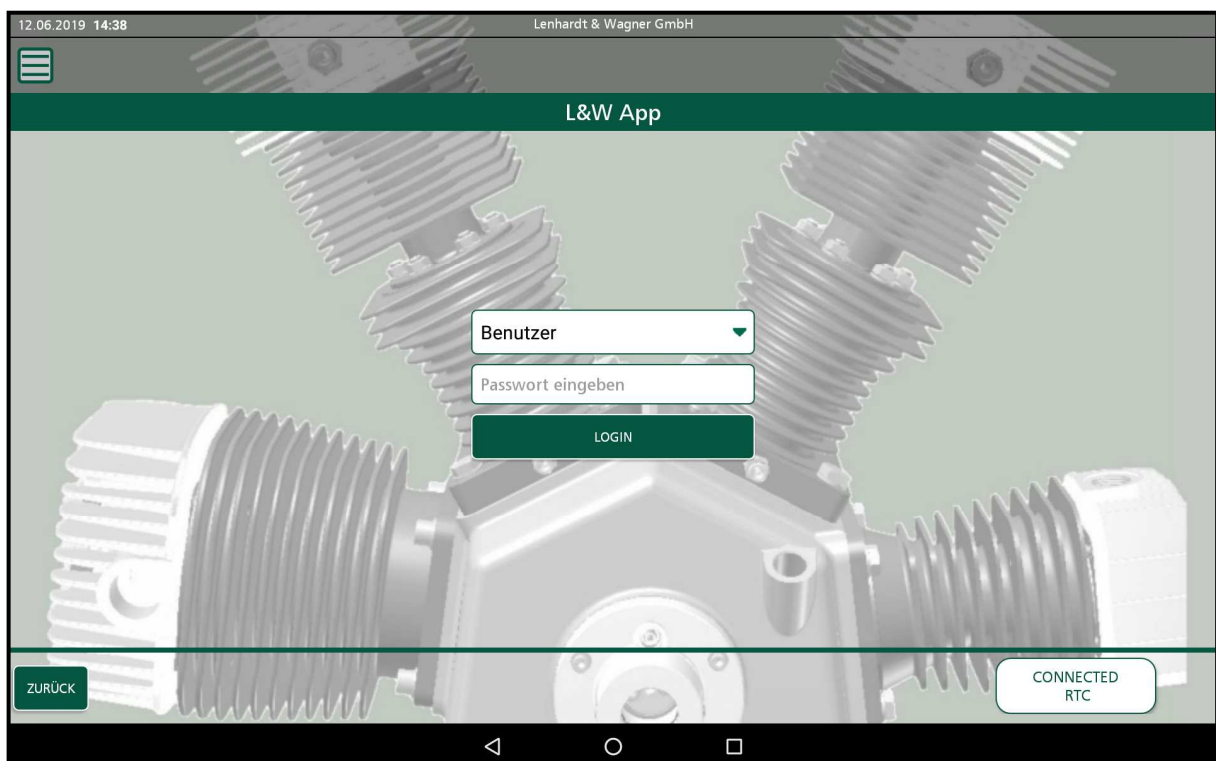 12.06.2019 14:38
Lenhardt & Wagner GmbH
L&W App
Benutzer
Passwort eingeben
LOGIN
ZURÜCK
CONNECTED
RTC